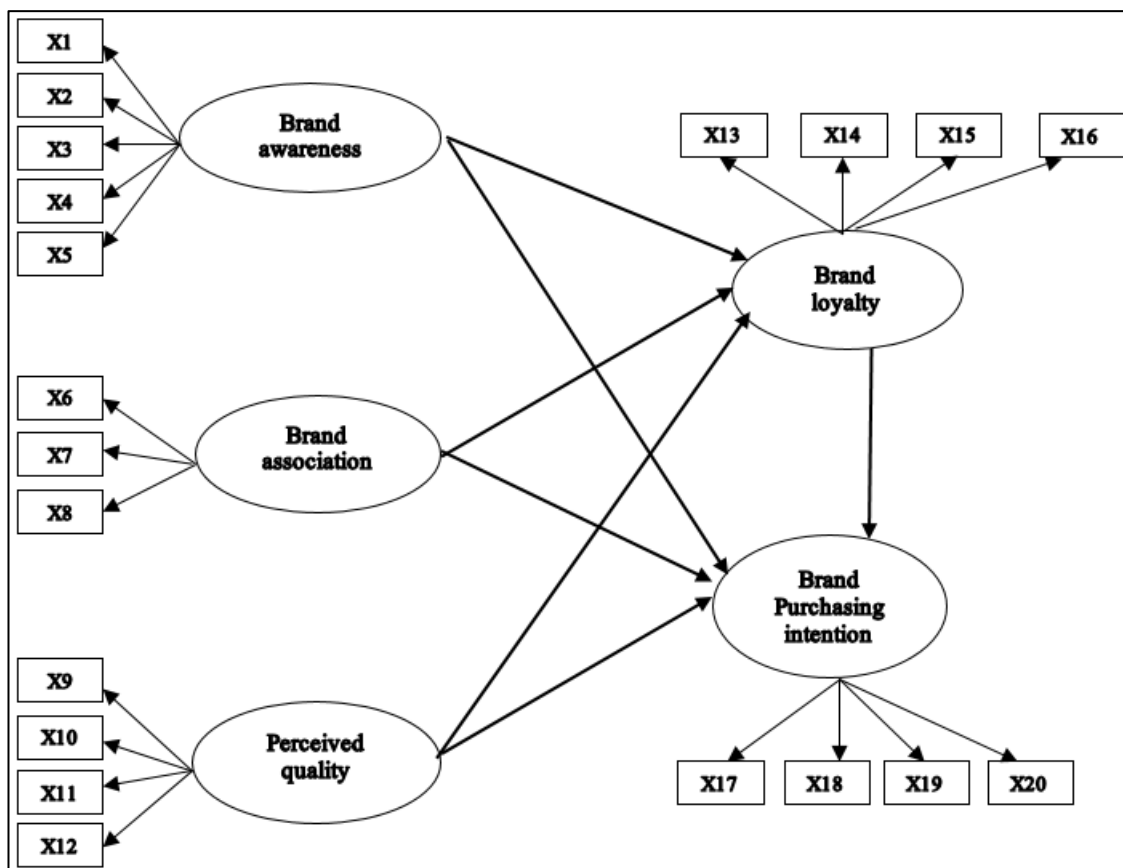 X1
X2
X3
X4
X5
Brand
awareness
X13
X14
X15
X16
Brand
loyalty
X6
X7
X8
Brand
association
Brand
Purchasing
intention
X9
X10
X11
X12
Perceived
quality
X17
X18
X19
X20